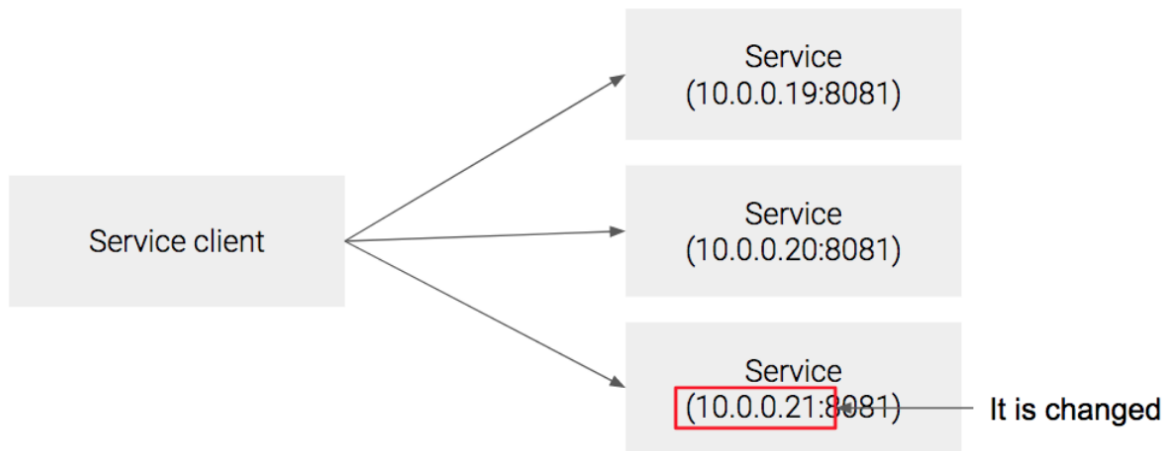 Service
(10.0.0.19:8081)
Service client
Service
(10.0.0.20:8081)
Service
(10.0.0.21:8081)
It is changed